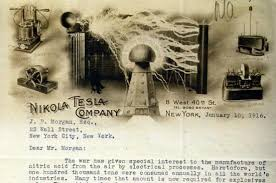 NIKOLA TESLA
COMPANY
8 West 40th St.
TEL. 8090 BRYANT
NEW YORK, January 10, 1916.
J. P. Morgan, Esq.,
23 Wall Street,
New York City, New York.
Dear Mr. Morgan:
The war has given special interest to the manufacture of
nitric acid from the air by electrical processes. Heretofore, but
one hundred thousand tons were consumed annually in all the world's
industries. Many times that amount is now required for explosives